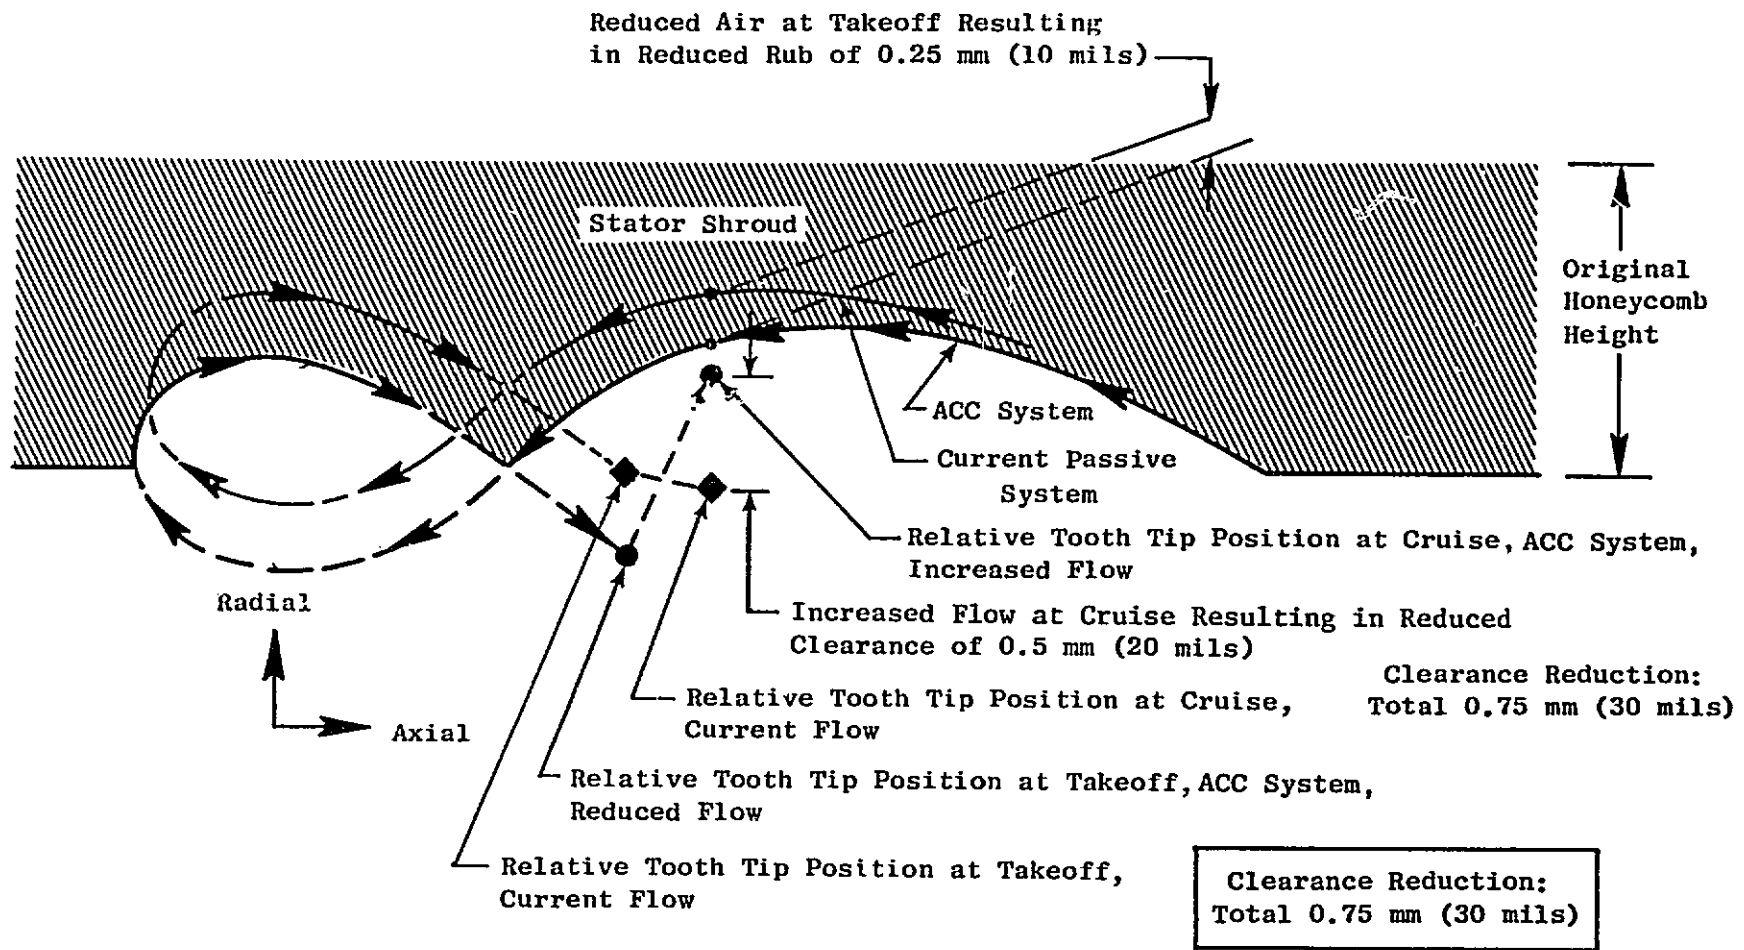 Reduced Air at Takeoff Resulting
in Reduced Rub of 0.25 mm (10 mils)
Stator Shroud
Original
Honeycomb
Height
ACC System
Current Passive
System
Relative Tooth Tip Position at Cruise, ACC System,
Increased Flow
Radial
Increased Flow at Cruise Resulting in Reduced
Clearance of 0.5 mm (20 mils)
Clearance Reduction:
Total 0.75 mm (30 mils)
Relative Tooth Tip Position at Cruise,
Current Flow
Axial
Relative Tooth Tip Position at Takeoff, ACC System,
Reduced Flow
Relative Tooth Tip Position at Takeoff,
Current Flow
Clearance Reduction:
Total 0.75 mm (30 mils)